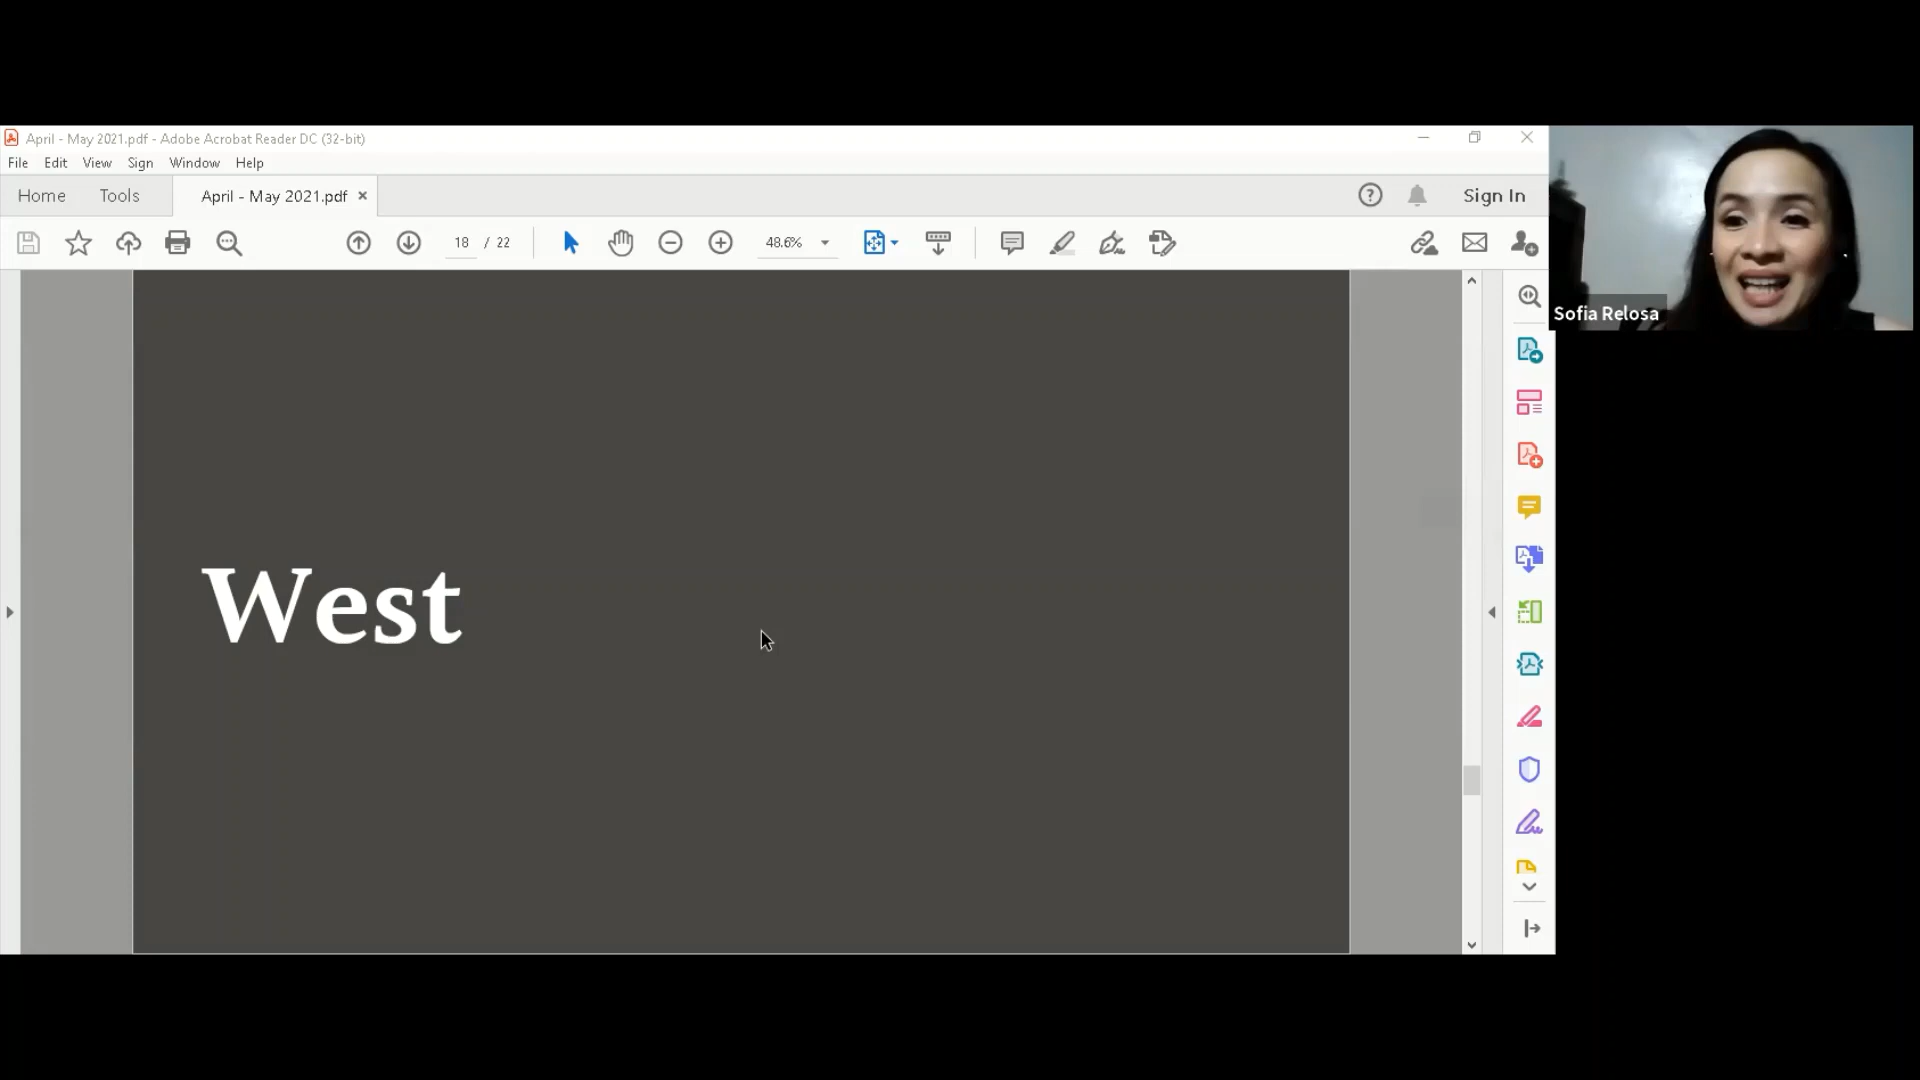 April - May 2021.pdf - Adobe Acrobat Reader DC (32-bit)
File Edit View Sign Window Help
Home Tools April - May 2021.pdf × Sign In
18 / 22 48.6%
West
Sofia Relosa